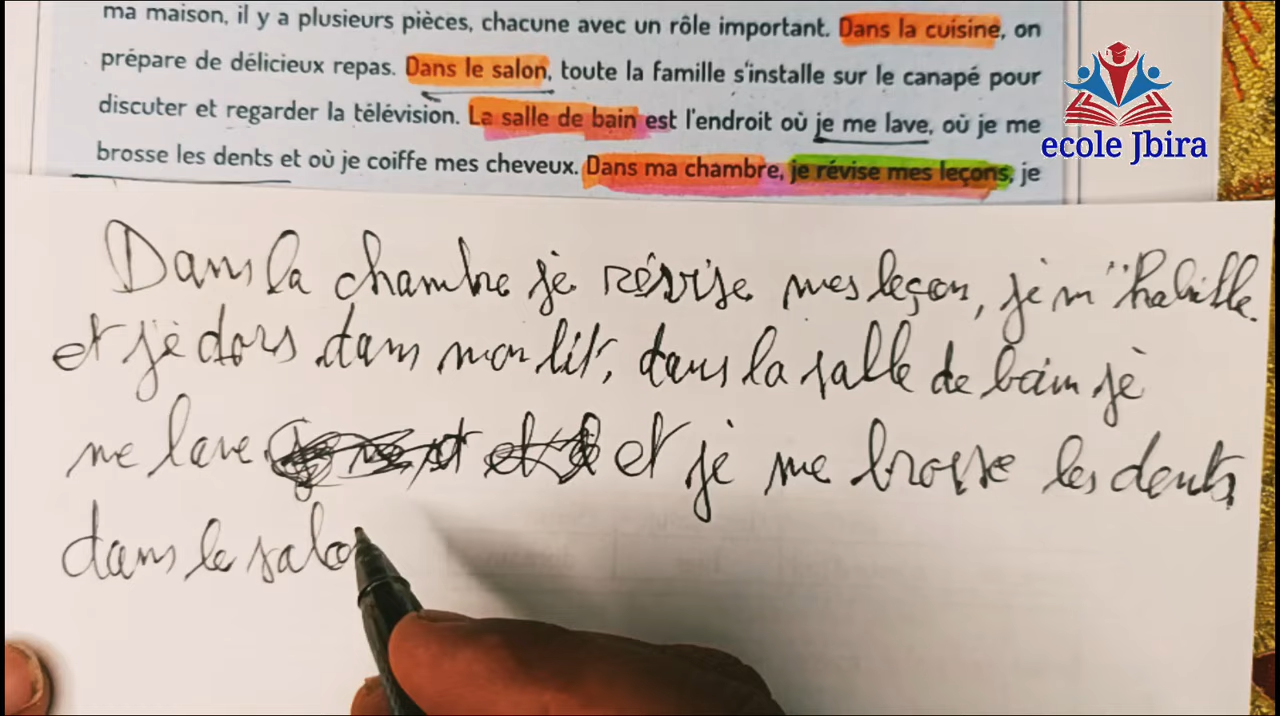 ma maison, il y a plusieurs pièces, chacune avec un rôle important. Dans la cuisine, on
prépare de délicieux repas. Dans le salon, toute la famille s'installe sur le canapé pour
discuter et regarder la télévision. La salle de bain est l'endroit où je me lave, où je me
brosse les dents et où je coiffe mes cheveux. Dans ma chambre, je révise mes leçons, je
ecole Jbira
Dans la chambre je révise mes leçon, je m'habille.
et je dors dans mon lit, dans la salle de bain je
me lave et je me brosse les dents
dans le salo